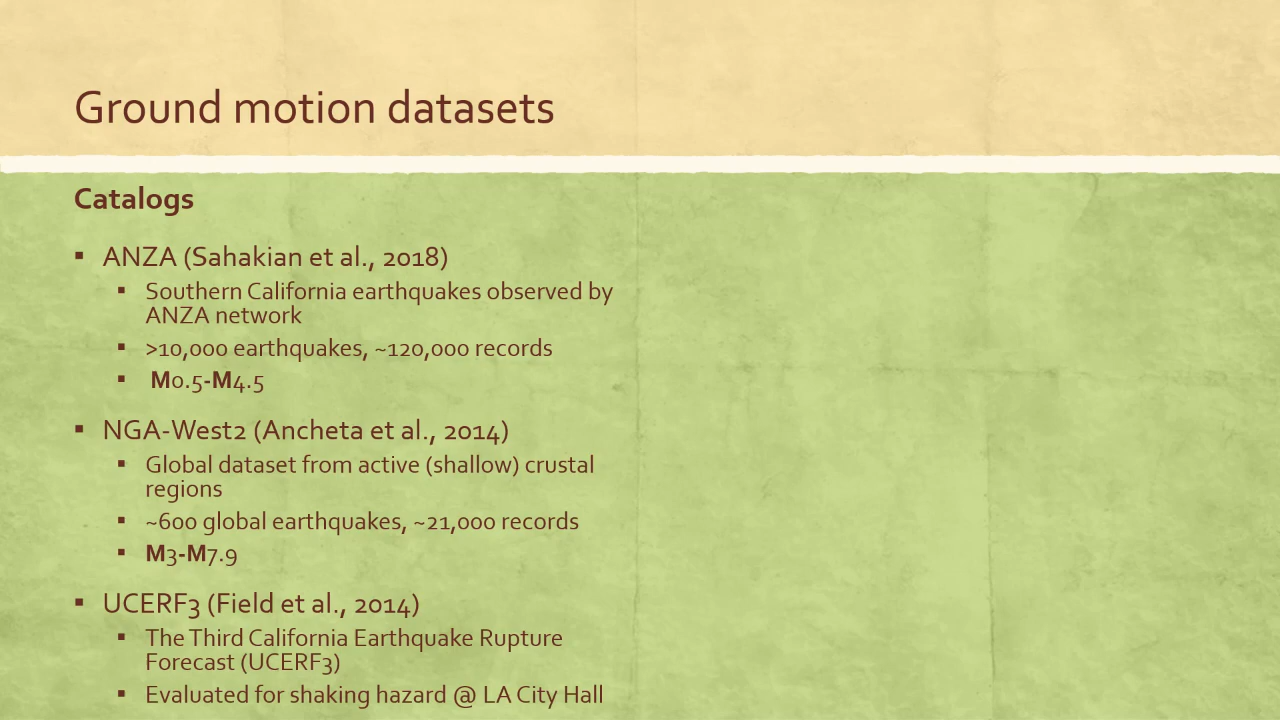 Ground motion datasets
Catalogs
▪ ANZA (Sahakian et al., 2018)
▪ Southern California earthquakes observed by
ANZA network
▪ >10,000 earthquakes, ~120,000 records
▪ M0.5-M4.5
▪ NGA-West2 (Ancheta et al., 2014)
▪ Global dataset from active (shallow) crustal
regions
▪ ~600 global earthquakes, ~21,000 records
▪ M3-M7.9
▪ UCERF3 (Field et al., 2014)
▪ The Third California Earthquake Rupture
Forecast (UCERF3)
▪ Evaluated for shaking hazard @ LA City Hall